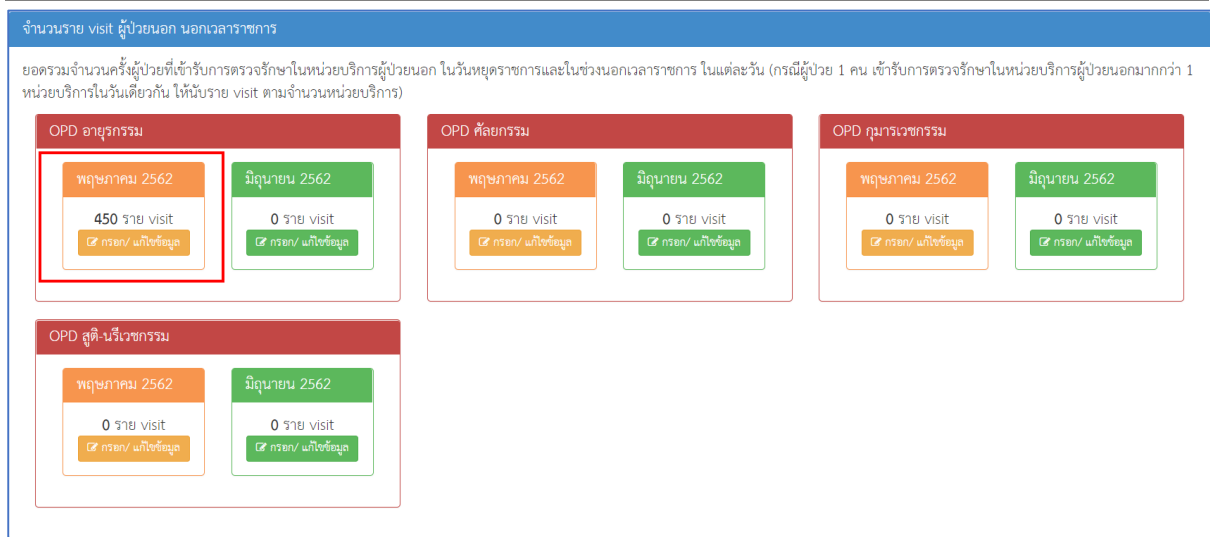 จำนวนราย visit ผู้ป่วยนอก นอกเวลาราชการ
ยอดรวมจำนวนครั้งผู้ป่วยที่เข้ารับการตรวจรักษาในหน่วยบริการผู้ป่วยนอก ในวันหยุดราชการและในช่วงนอกเวลาราชการ ในแต่ละวัน (กรณีผู้ป่วย 1 คน เข้ารับการตรวจรักษาในหน่วยบริการผู้ป่วยนอกมากกว่า 1
หน่วยบริการในวันเดียวกัน ให้นับราย visit ตามจำนวนหน่วยบริการ)
OPD อายุรกรรม OPD ศัลยกรรม OPD กุมารเวชกรรม
พฤษภาคม 2562 มิถุนายน 2562 พฤษภาคม 2562 มิถุนายน 2562 พฤษภาคม 2562 มิถุนายน 2562
450 ราย visit 0 ราย visit 0 ราย visit 0 ราย visit 0 ราย visit 0 ราย visit
กรอก/ แก้ไขข้อมูล กรอก/ แก้ไขข้อมูล กรอก/ แก้ไขข้อมูล กรอก/ แก้ไขข้อมูล กรอก/ แก้ไขข้อมูล กรอก/ แก้ไขข้อมูล
OPD สูติ-นรีเวชกรรม
พฤษภาคม 2562 มิถุนายน 2562
0 ราย visit 0 ราย visit
กรอก/ แก้ไขข้อมูล กรอก/ แก้ไขข้อมูล